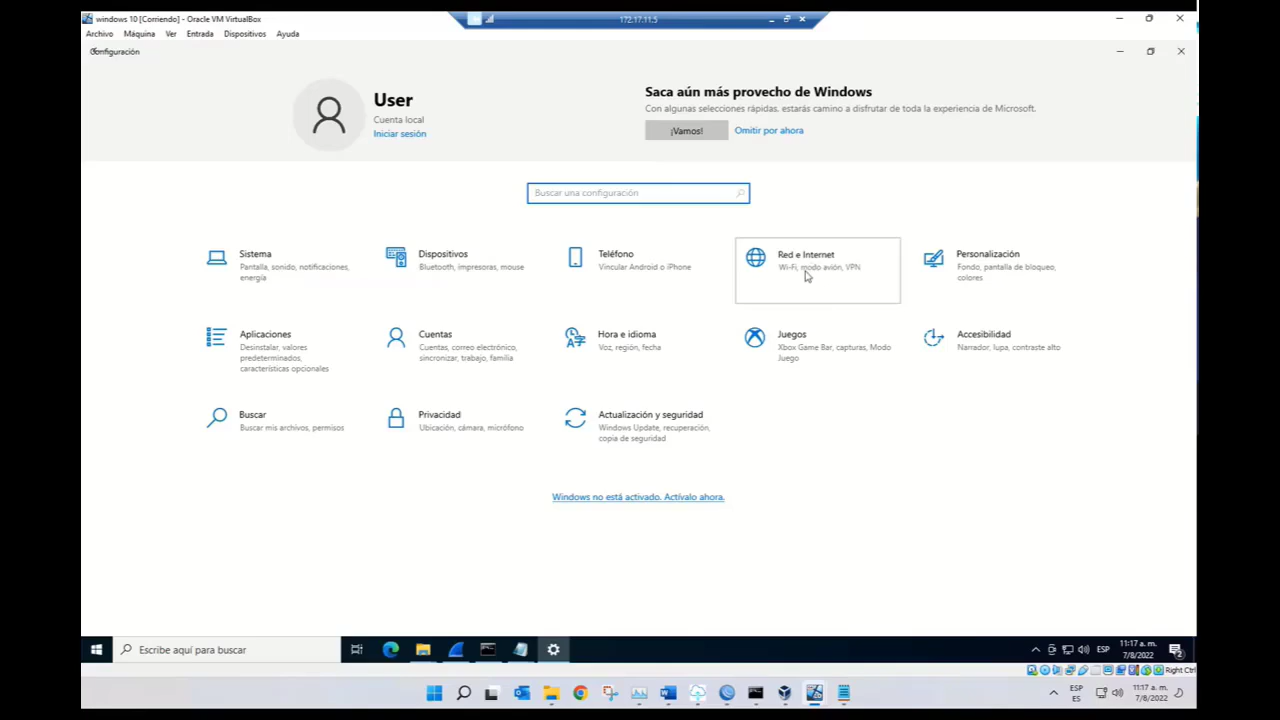 windows 10 [Corriendo] - Oracle VM VirtualBox
172.17.11.5
Archivo Máquina Ver Entrada Dispositivos Ayuda
Configuración
User
Cuenta local
Iniciar sesión
Saca aún más provecho de Windows
Con algunas selecciones rápidas, estarás camino a disfrutar de toda la experiencia de Microsoft.
¡Vamos! Omitir por ahora
Buscar una configuración
Sistema
Pantalla, sonido, notificaciones,
energía
Dispositivos
Bluetooth, impresoras, mouse
Teléfono
Vincular Android o iPhone
Red e Internet
Wi-Fi, modo avión, VPN
Personalización
Fondo, pantalla de bloqueo,
colores
Aplicaciones
Desinstalar, valores
predeterminados,
características opcionales
Cuentas
Cuentas, correo electrónico,
sincronizar, trabajo, familia
Hora e idioma
Voz, región, fecha
Juegos
Xbox Game Bar, capturas, Modo
Juego
Accesibilidad
Narrador, lupa, contraste alto
Buscar
Buscar mis archivos, permisos
Privacidad
Ubicación, cámara, micrófono
Actualización y seguridad
Windows Update, recuperación,
copia de seguridad
Windows no está activado. Actívalo ahora.
Escribe aquí para buscar
ESP
11:17 a. m.
7/8/2022
2
Right Ctrl
ESP
ES
11:17 a. m.
7/8/2022